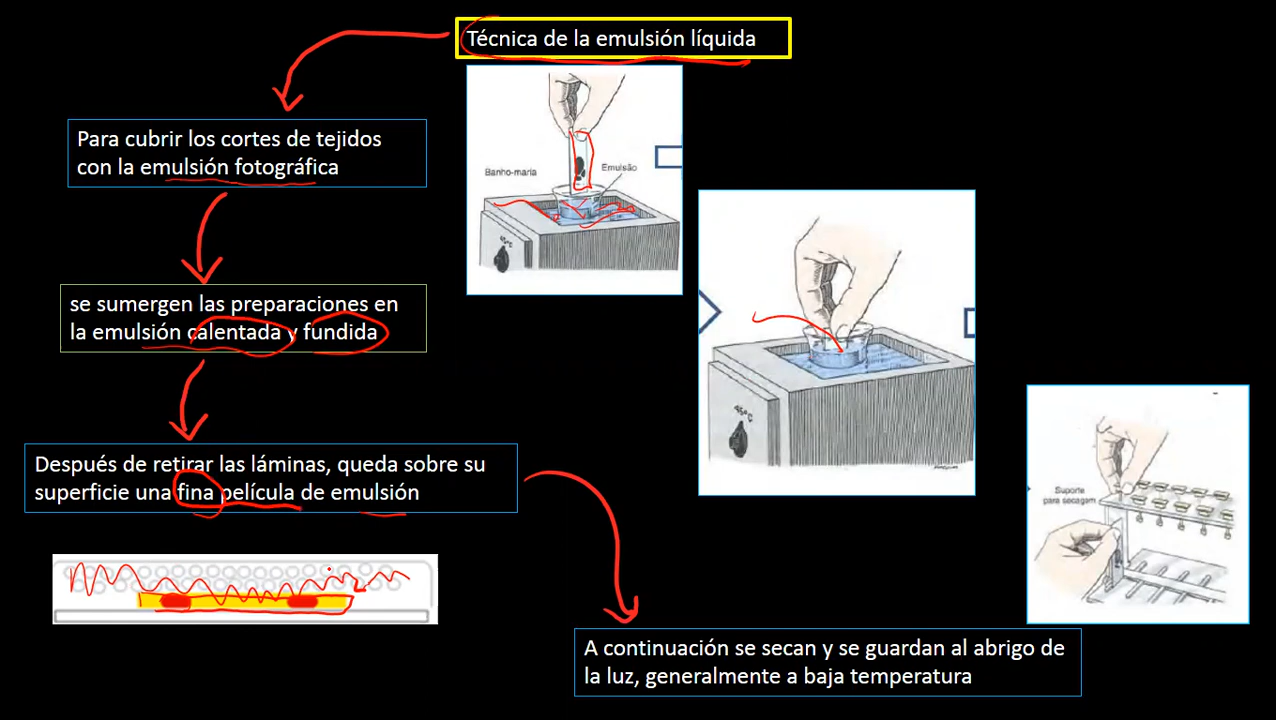 Técnica de la emulsión líquida
Para cubrir los cortes de tejidos
con la emulsión fotográfica
Banho-maria
Emulsão
45°C
se sumergen las preparaciones en
la emulsión calentada y fundida
45°C
Después de retirar las láminas, queda sobre su
superficie una fina película de emulsión
Suporte
para secagem
A continuación se secan y se guardan al abrigo de
la luz, generalmente a baja temperatura